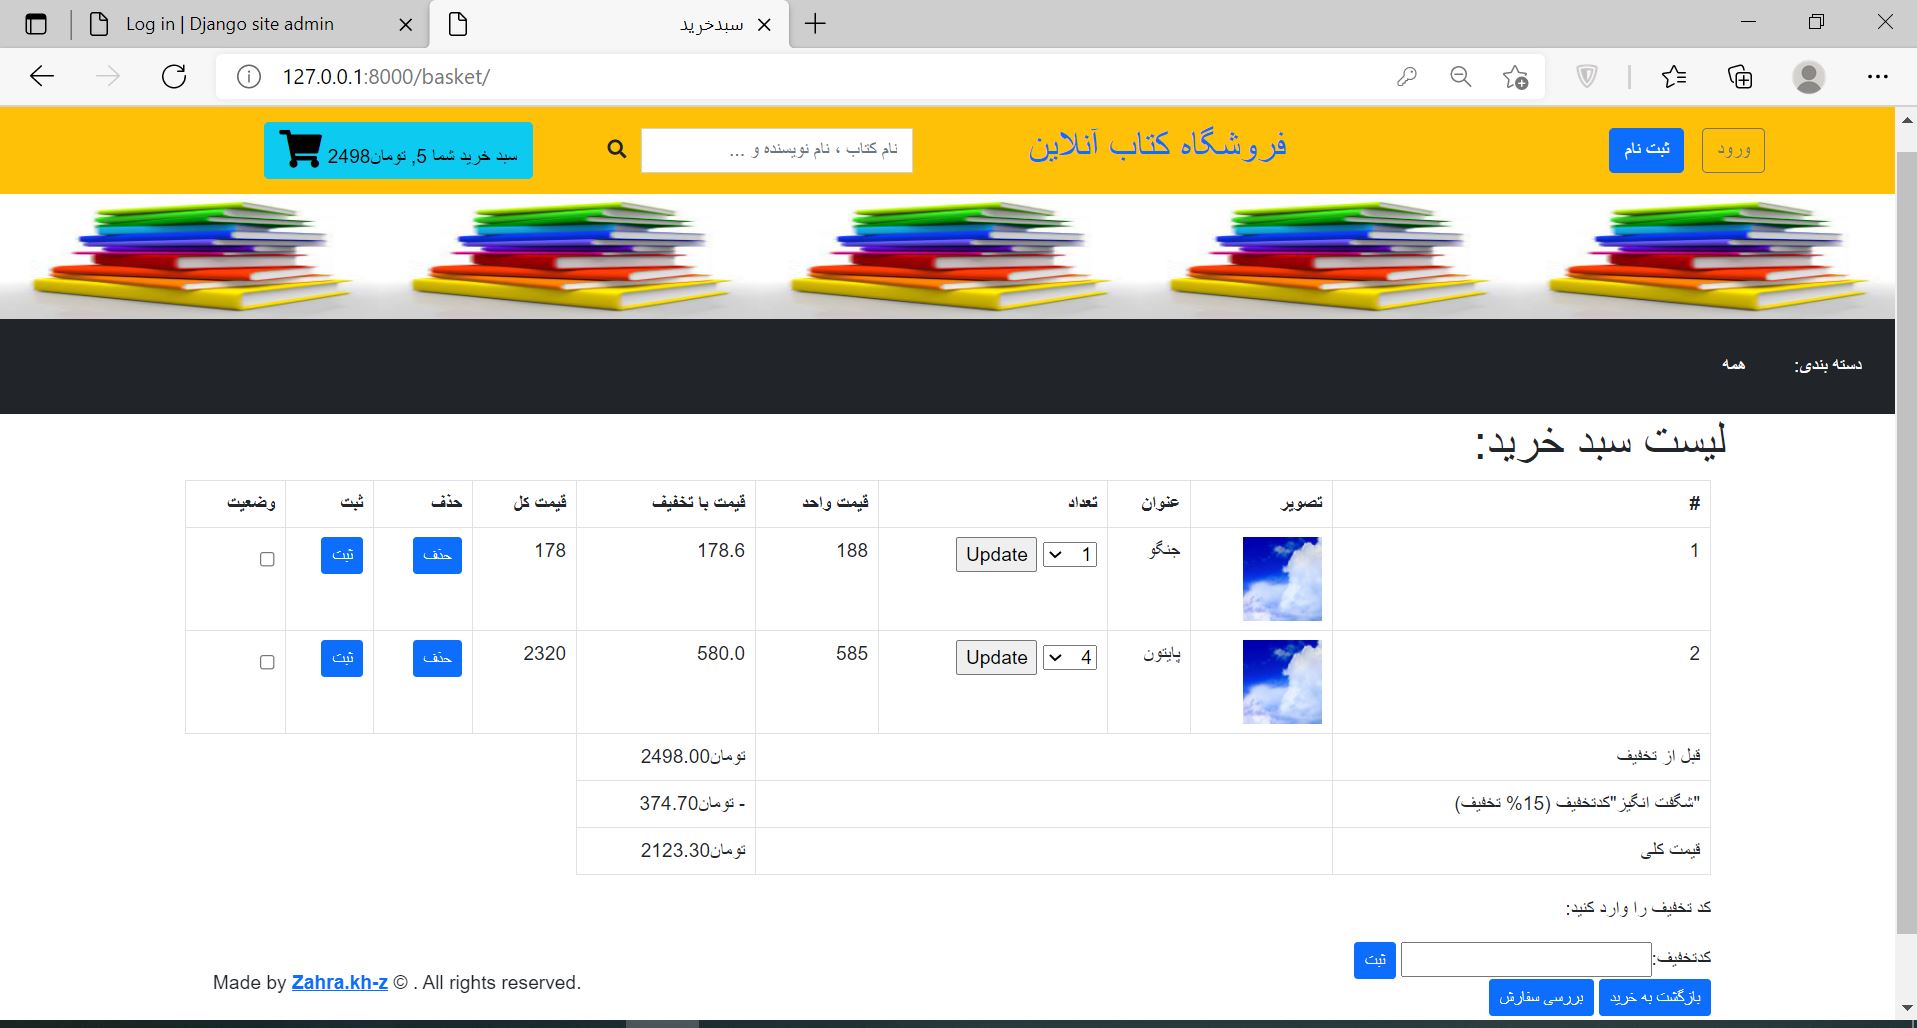 Log in | Django site admin
سبدخرید
127.0.0.1:8000/basket/
ورود
ثبت نام
فروشگاه کتاب آنلاین
نام کتاب ، نام نویسنده و ...
سبد خرید شما 5, تومان2498
دسته بندی: همه
لیست سبد خرید:
# تصویر عنوان تعداد قیمت واحد قیمت با تخفیف قیمت کل حذف ثبت وضعیت
1 جنگو 1 Update 188 178.6 178 حذف ثبت
2 پایتون 4 Update 585 580.0 2320 حذف ثبت
قبل از تخفیف تومان2498.00
"شگفت انگیز"کدتخفیف (15% تخفیف) - تومان374.70
قیمت کلی تومان2123.30
کد تخفیف را وارد کنید:
کدتخفیف: ثبت
بازگشت به خرید بررسی سفارش
Made by Zahra.kh-z © . All rights reserved.